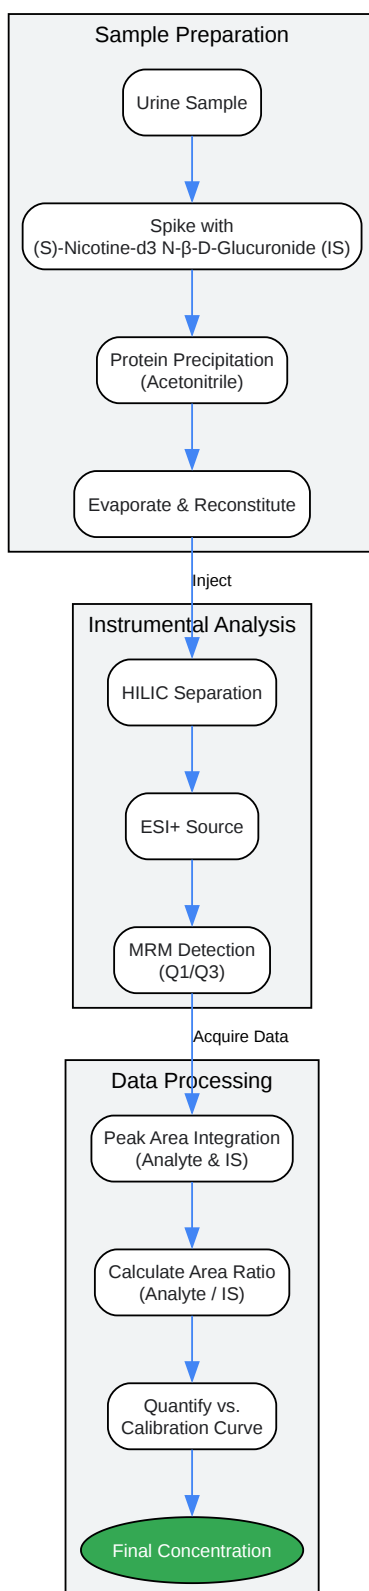 Sample Preparation
Urine Sample
Spike with
(S)-Nicotine-d3 N-β-D-Glucuronide (IS)
Protein Precipitation
(Acetonitrile)
Evaporate & Reconstitute
Inject
Instrumental Analysis
HILIC Separation
ESI+ Source
MRM Detection
(Q1/Q3)
Acquire Data
Data Processing
Peak Area Integration
(Analyte & IS)
Calculate Area Ratio
(Analyte / IS)
Quantify vs.
Calibration Curve
Final Concentration